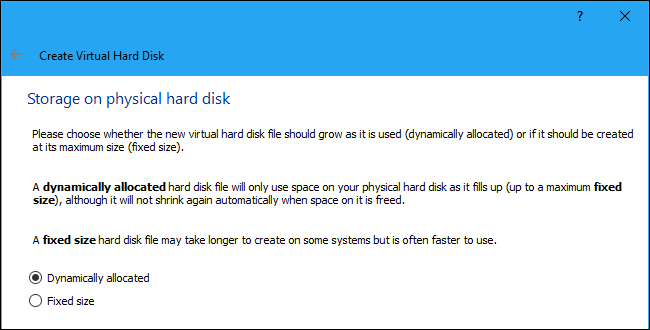 ?
Create Virtual Hard Disk
Storage on physical hard disk
Please choose whether the new virtual hard disk file should grow as it is used (dynamically allocated) or if it should be created
at its maximum size (fixed size).
A dynamically allocated hard disk file will only use space on your physical hard disk as it fills up (up to a maximum fixed
size), although it will not shrink again automatically when space on it is freed.
A fixed size hard disk file may take longer to create on some systems but is often faster to use.
Dynamically allocated
Fixed size